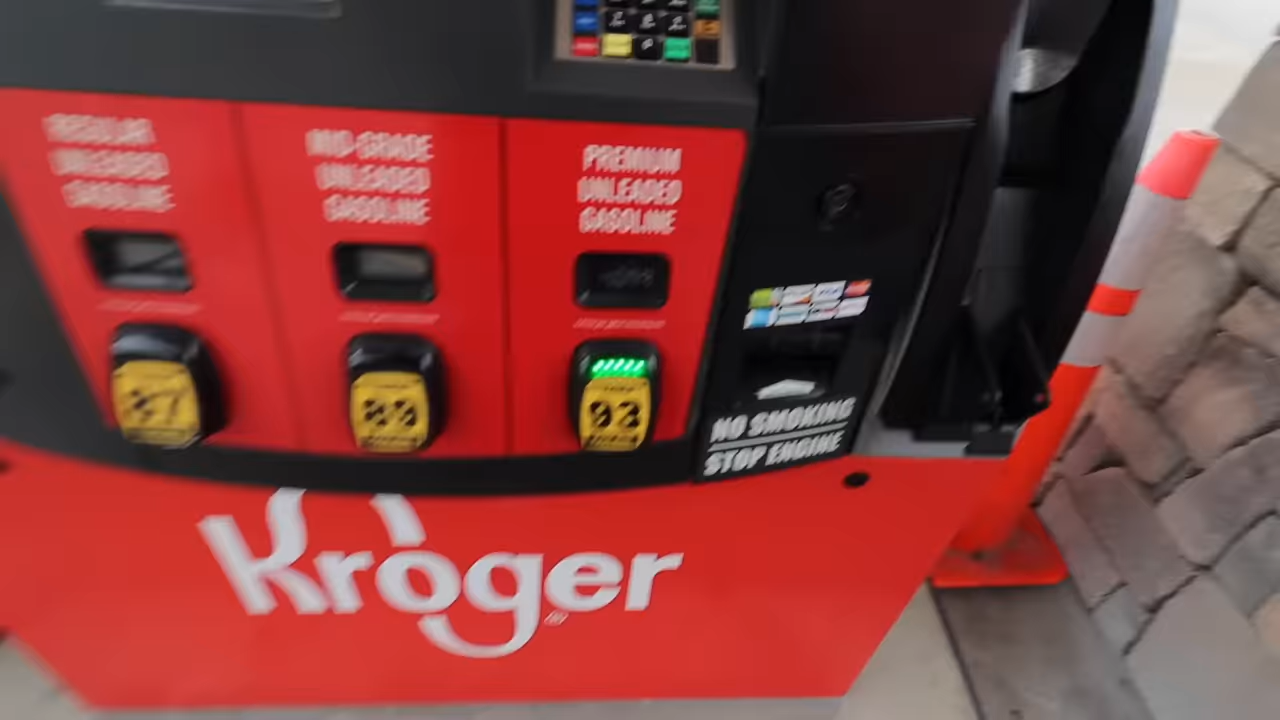 REGULAR
UNLEADED
GASOLINE
MID-GRADE
UNLEADED
GASOLINE
PREMIUM
UNLEADED
GASOLINE
87
89
93
NO SMOKING
STOP ENGINE
Kroger